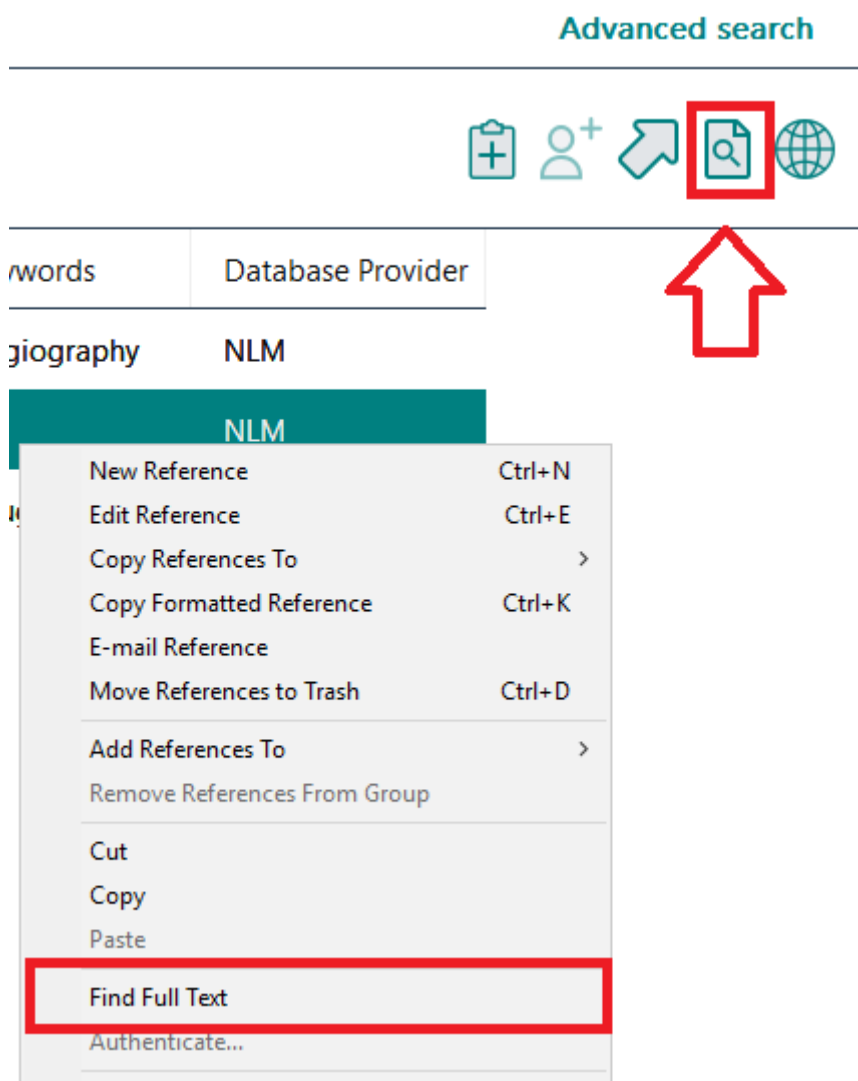 Advanced search
Database Provider
NLM
NLM
New Reference Ctrl+N
Edit Reference Ctrl+E
Copy References To
Copy Formatted Reference Ctrl+K
E-mail Reference
Move References to Trash Ctrl+D
Add References To
Remove References From Group
Cut
Copy
Paste
Find Full Text
Authenticate...